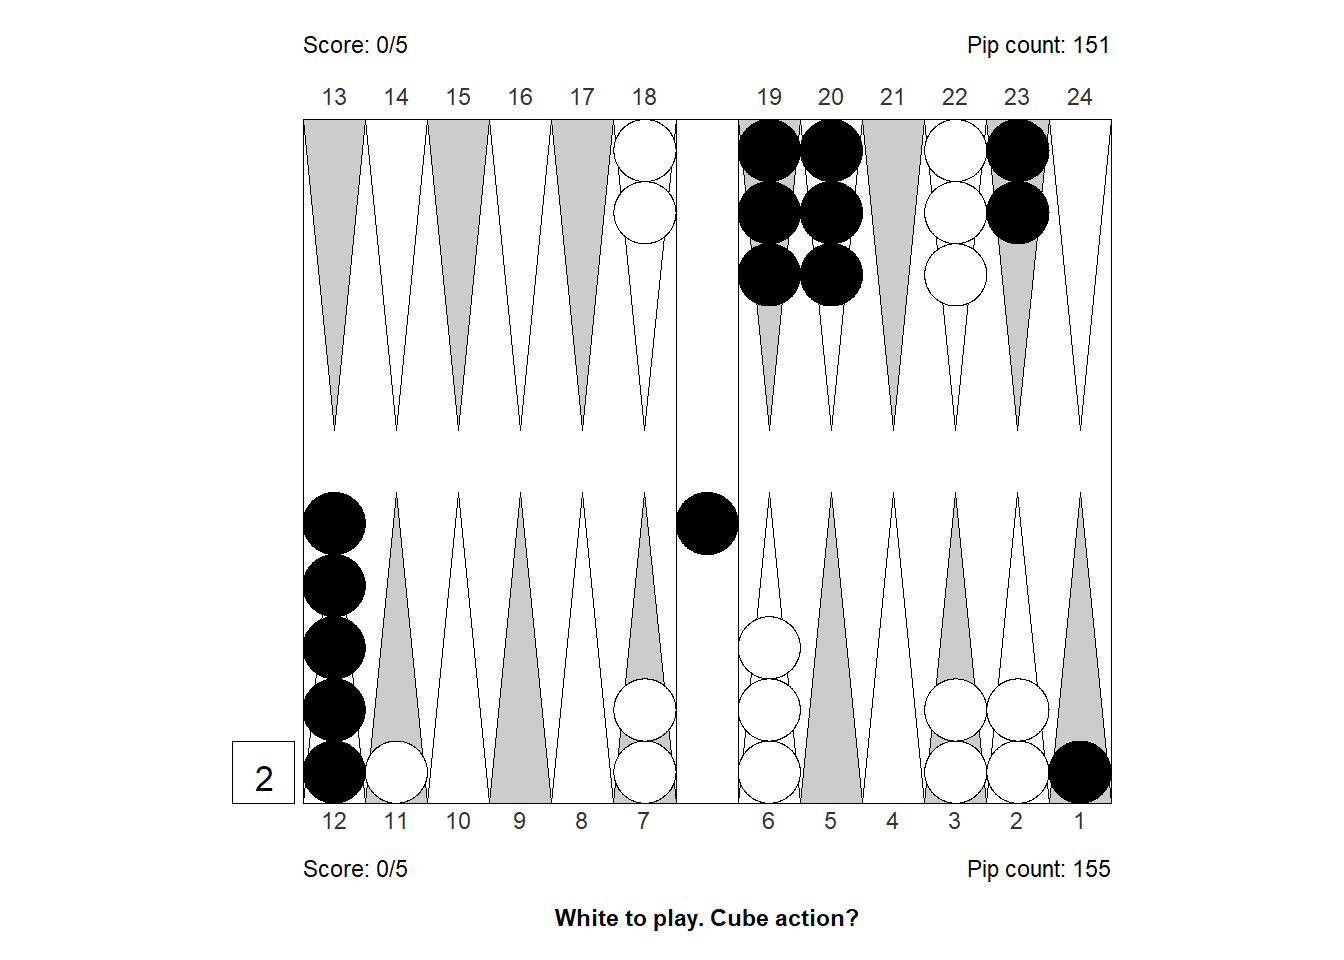 Score: 0/5 Pip count: 151
13 14 15 16 17 18 19 20 21 22 23 24
2
12 11 10 9 8 7 6 5 4 3 2 1
Score: 0/5 Pip count: 155
White to play. Cube action?